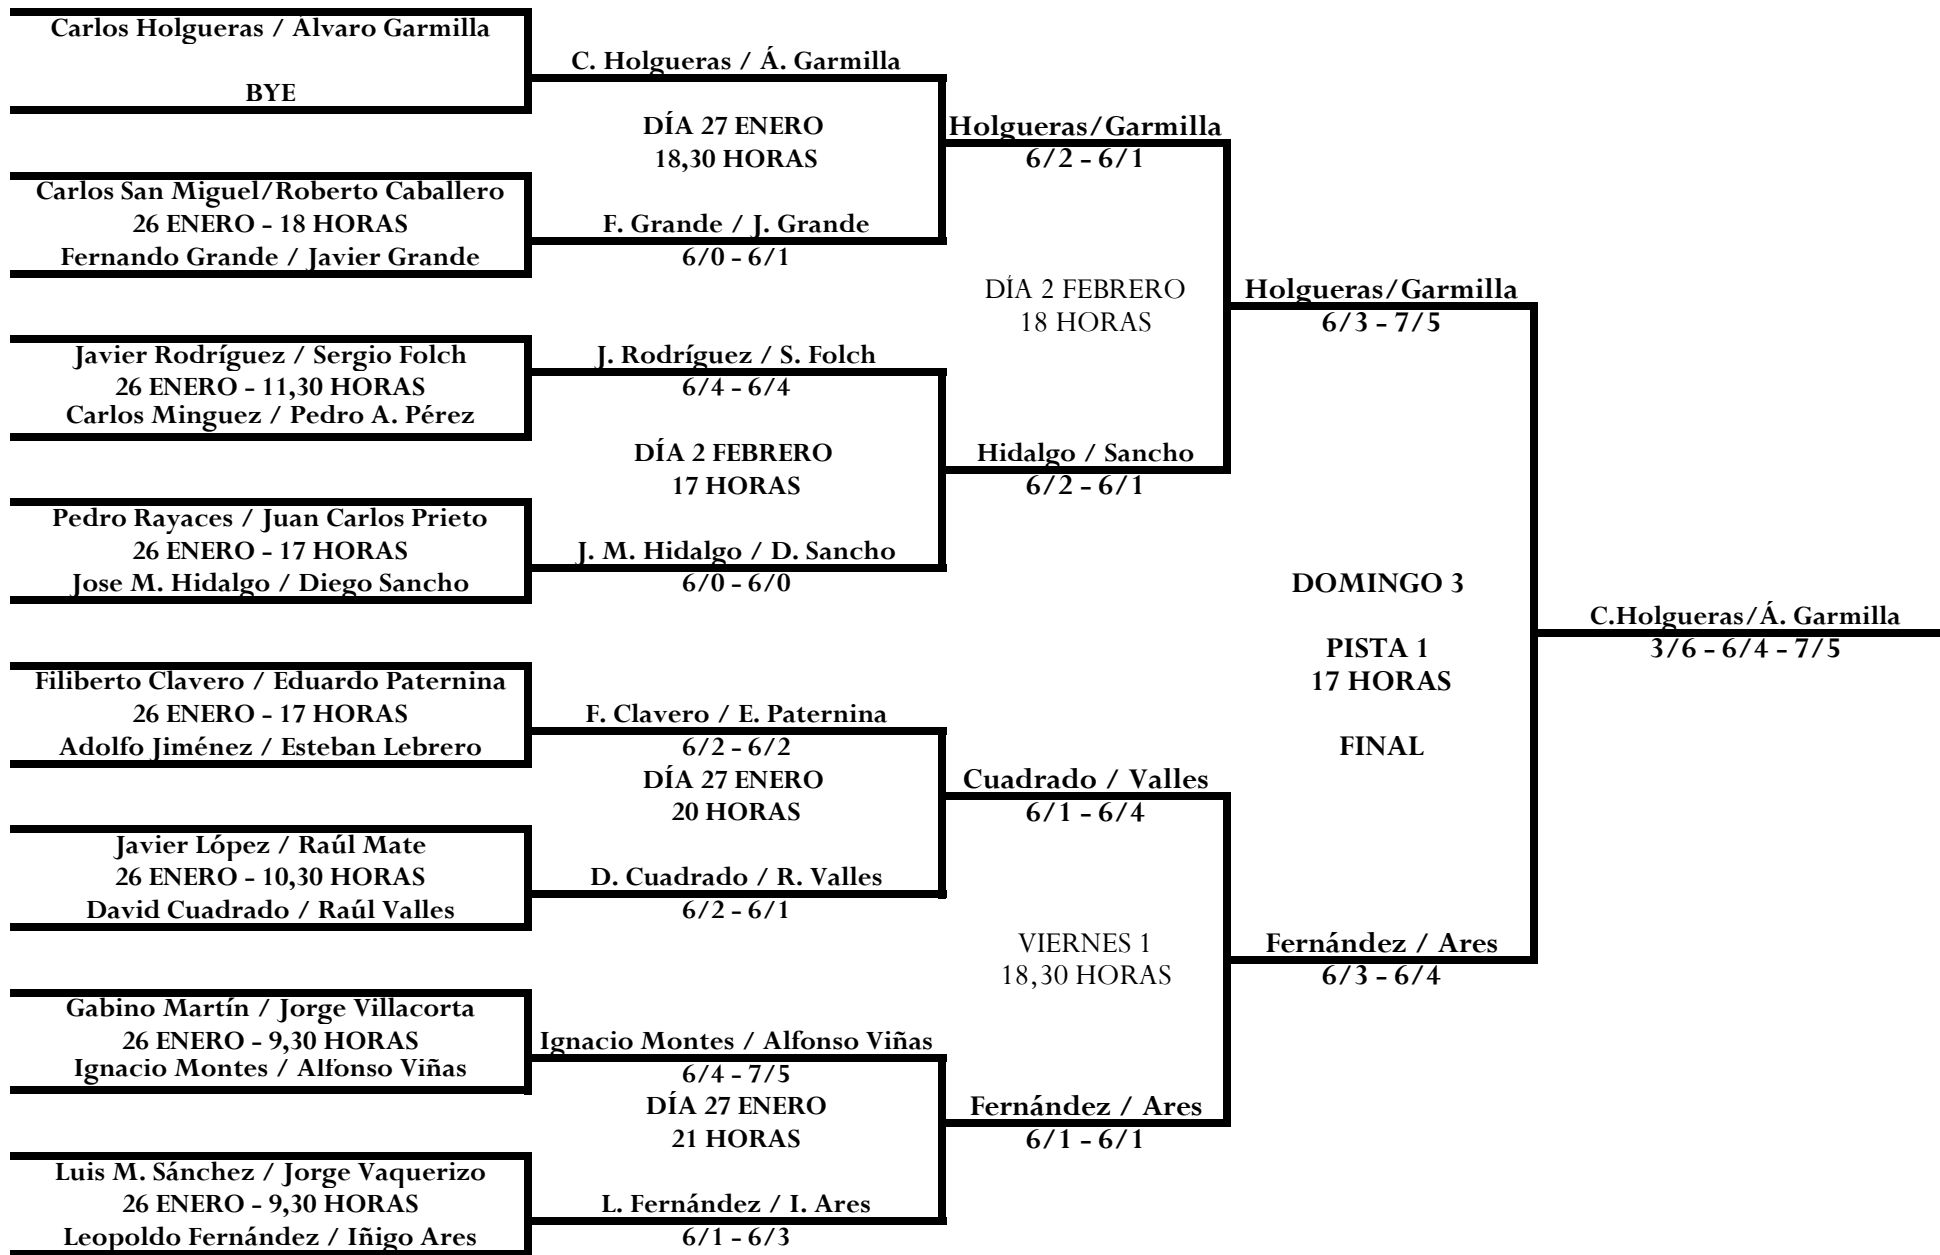 Carlos Holgueras / Álvaro Garmilla
BYE
Carlos San Miguel/Roberto Caballero
26 ENERO - 18 HORAS
Fernando Grande / Javier Grande
Javier Rodríguez / Sergio Folch
26 ENERO - 11,30 HORAS
Carlos Minguez / Pedro A. Pérez
Pedro Rayaces / Juan Carlos Prieto
26 ENERO - 17 HORAS
Jose M. Hidalgo / Diego Sancho
Filiberto Clavero / Eduardo Paternina
26 ENERO - 17 HORAS
Adolfo Jiménez / Esteban Lebrero
Javier López / Raúl Mate
26 ENERO - 10,30 HORAS
David Cuadrado / Raúl Valles
Gabino Martín / Jorge Villacorta
26 ENERO - 9,30 HORAS
Ignacio Montes / Alfonso Viñas
Luis M. Sánchez / Jorge Vaquerizo
26 ENERO - 9,30 HORAS
Leopoldo Fernández / Iñigo Ares
C. Holgueras / Á. Garmilla
DÍA 27 ENERO
18,30 HORAS
F. Grande / J. Grande
6/0 - 6/1
J. Rodríguez / S. Folch
6/4 - 6/4
DÍA 2 FEBRERO
17 HORAS
J. M. Hidalgo / D. Sancho
6/0 - 6/0
F. Clavero / E. Paternina
6/2 - 6/2
DÍA 27 ENERO
20 HORAS
D. Cuadrado / R. Valles
6/2 - 6/1
Ignacio Montes / Alfonso Viñas
6/4 - 7/5
DÍA 27 ENERO
21 HORAS
L. Fernández / I. Ares
6/1 - 6/3
Holgueras/Garmilla
6/2 - 6/1
DÍA 2 FEBRERO
18 HORAS
Hidalgo / Sancho
6/2 - 6/1
Cuadrado / Valles
6/1 - 6/4
VIERNES 1
18,30 HORAS
Fernández / Ares
6/1 - 6/1
Holgueras/Garmilla
6/3 - 7/5
DOMINGO 3
PISTA 1
17 HORAS
FINAL
Fernández / Ares
6/3 - 6/4
C.Holgueras/Á. Garmilla
3/6 - 6/4 - 7/5